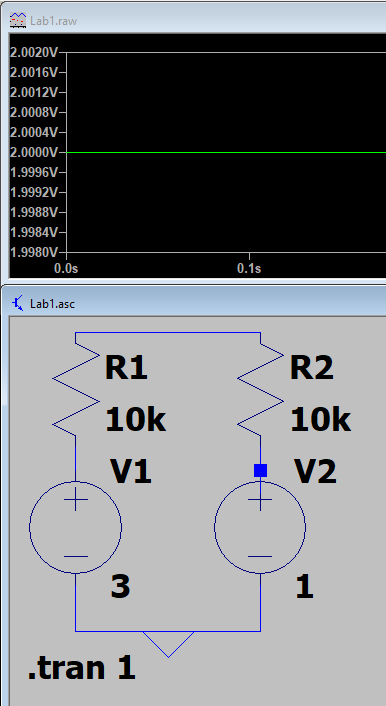 Lab1.raw
2.0020V
2.0016V
2.0012V
2.0008V
2.0004V
2.0000V
1.9996V
1.9992V
1.9988V
1.9984V
1.9980V
0.0s 0.1s
Lab1.asc
R1 R2
10k 10k
V1 V2
3 1
.tran 1